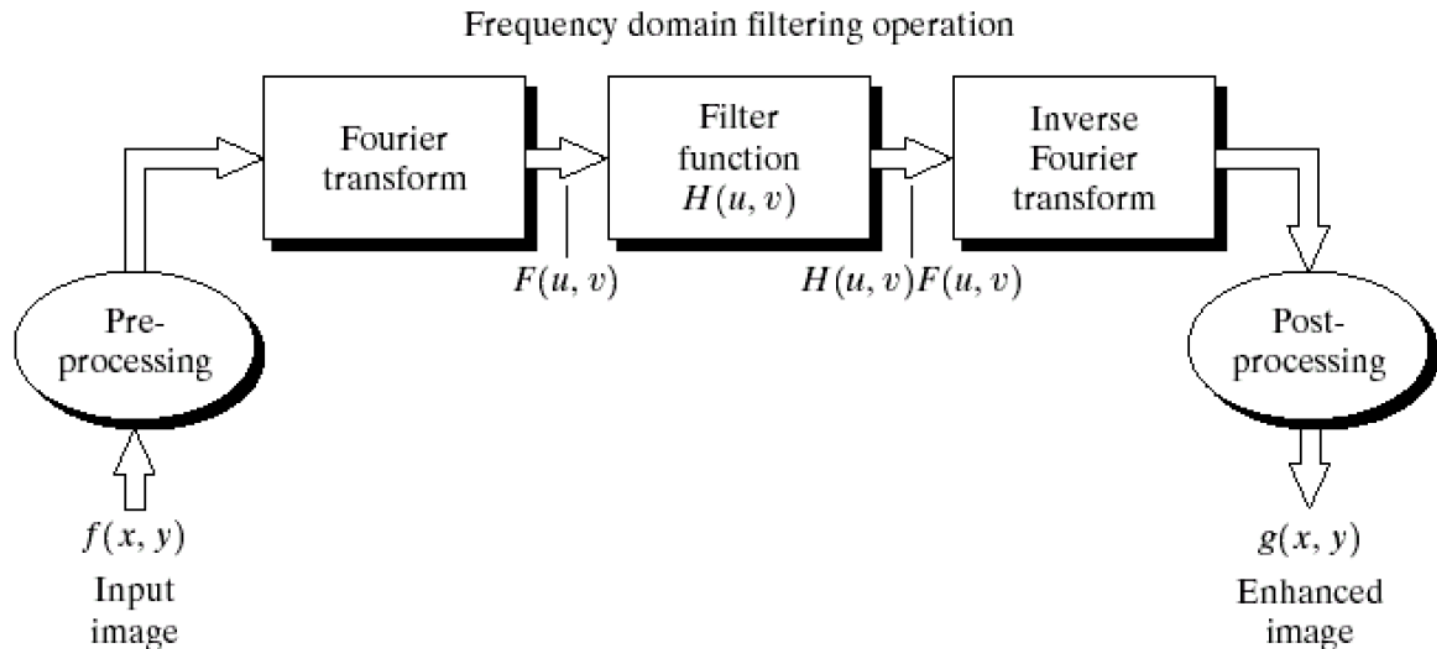 Frequency domain filtering operation
Fourier
transform
Filter
function
H(u, v)
Inverse
Fourier
transform
F(u, v)
H(u, v)F(u, v)
Pre-
processing
Post-
processing
f(x, y)
Input
image
g(x, y)
Enhanced
image